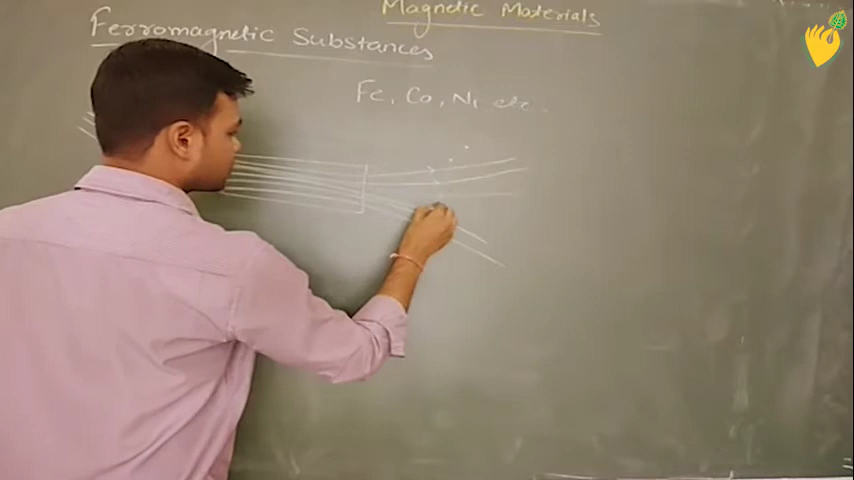 Magnetic Materials
Ferromagnetic Substances
Fe, Co, Ni etc.